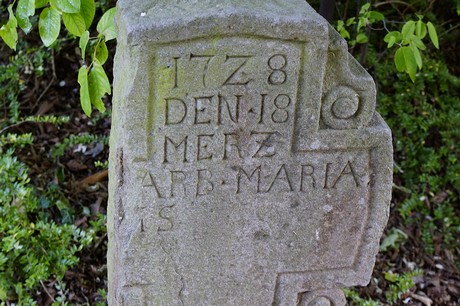 1728
DEN · 18
MERZ
ARB · MARIA
IS